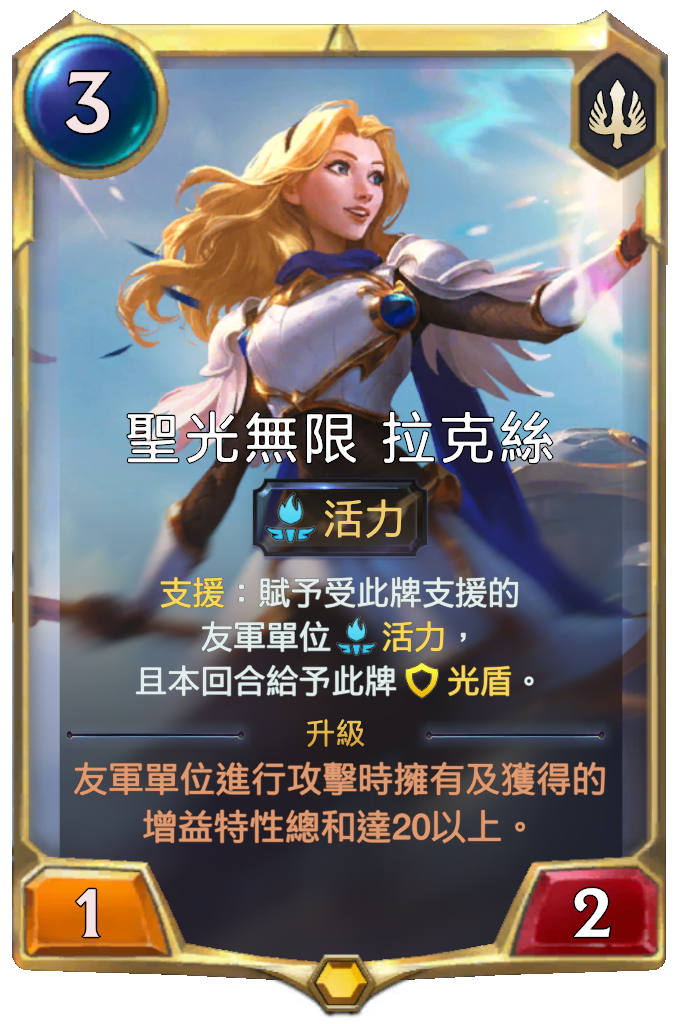 3
聖光無限 拉克絲
活力
支援：賦予受此牌支援的
友軍單位 活力，
且本回合給予此牌 光盾。
升級
友軍單位進行攻擊時擁有及獲得的
增益特性總和達20以上。
1
2